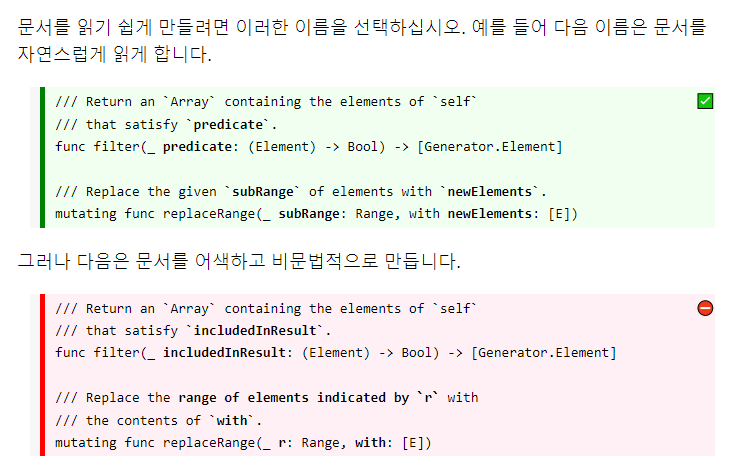 문서를 읽기 쉽게 만들려면 이러한 이름을 선택하십시오. 예를 들어 다음 이름은 문서를
자연스럽게 읽게 합니다.
/// Return an `Array` containing the elements of `self`
/// that satisfy `predicate`.
func filter(_ predicate: (Element) -> Bool) -> [Generator.Element]
/// Replace the given `subRange` of elements with `newElements`.
mutating func replaceRange(_ subRange: Range, with newElements: [E])
그러나 다음은 문서를 어색하고 비문법적으로 만듭니다.
/// Return an `Array` containing the elements of `self`
/// that satisfy `includedInResult`.
func filter(_ includedInResult: (Element) -> Bool) -> [Generator.Element]
/// Replace the range of elements indicated by `r` with
/// the contents of `with`.
mutating func replaceRange(_ r: Range, with: [E])